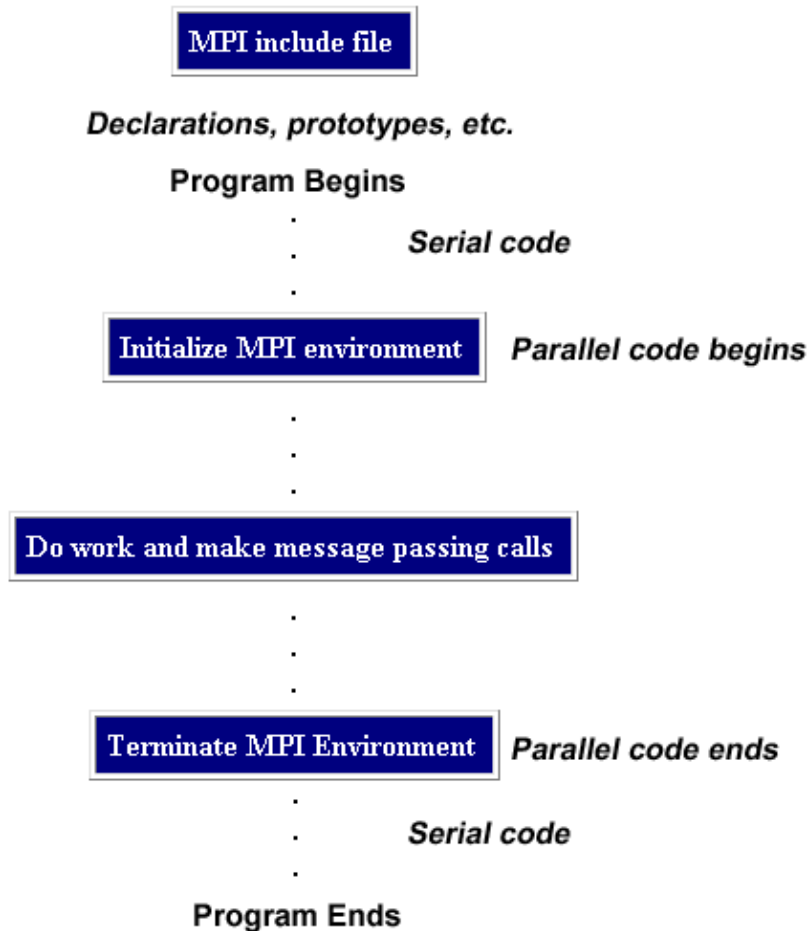 MPI include file
Declarations, prototypes, etc.
Program Begins
Serial code
Initialize MPI environment
Parallel code begins
Do work and make message passing calls
Terminate MPI Environment
Parallel code ends
Serial code
Program Ends